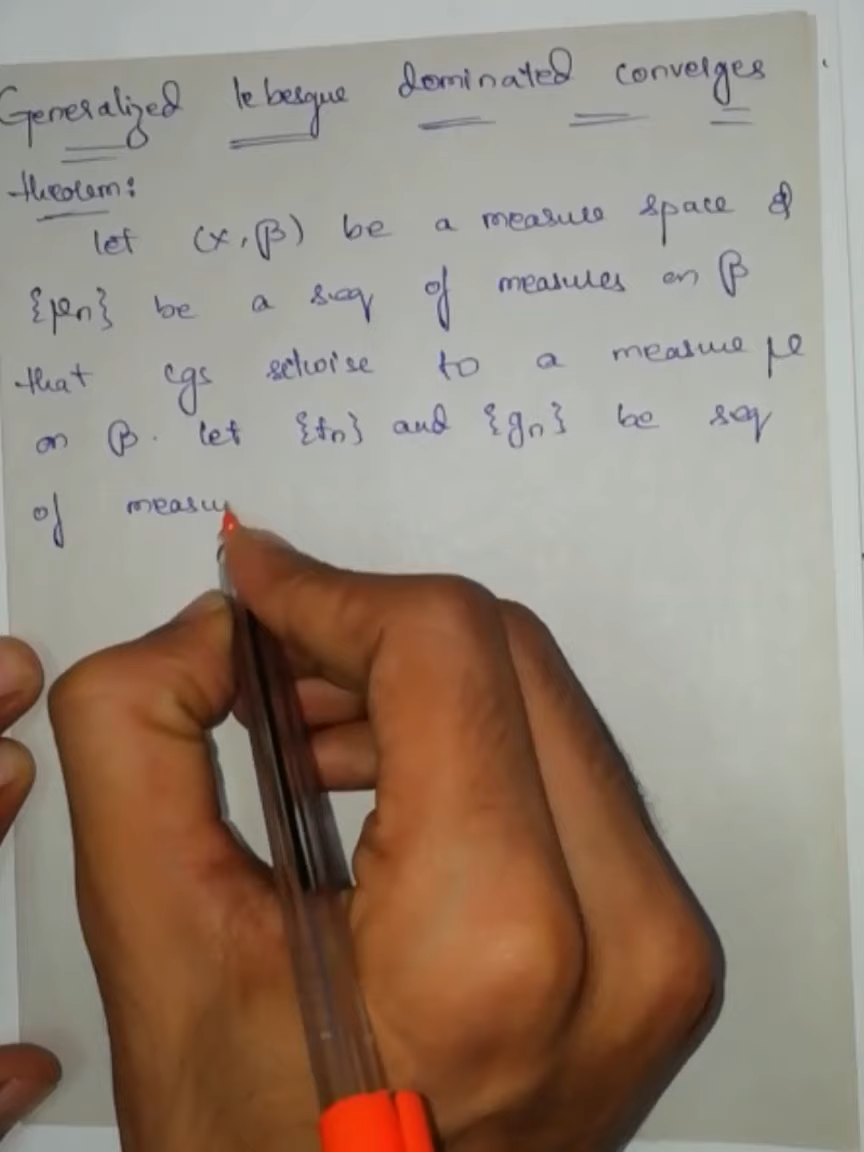 Generalized lebesgue dominated converges
theorem:
let (x, β) be a measure space &
{μn} be a seq of measures on β
that cgs setwise to a measure μ
on β. let {fn} and {gn} be seq
of measu